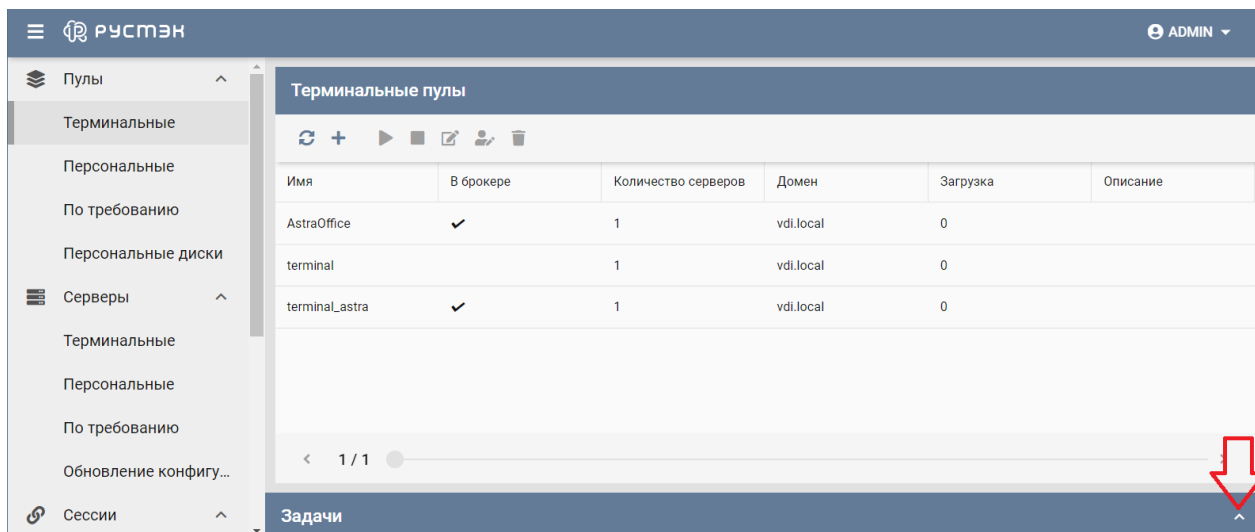 РУСТЭК
ADMIN
Пулы
Терминальные
Персональные
По требованию
Персональные диски
Серверы
Терминальные
Персональные
По требованию
Обновление конфигу...
Сессии
Терминальные пулы
Имя В брокере Количество серверов Домен Загрузка Описание
AstraOffice 1 vdi.local 0
terminal 1 vdi.local 0
terminal_astra 1 vdi.local 0
1 / 1
Задачи